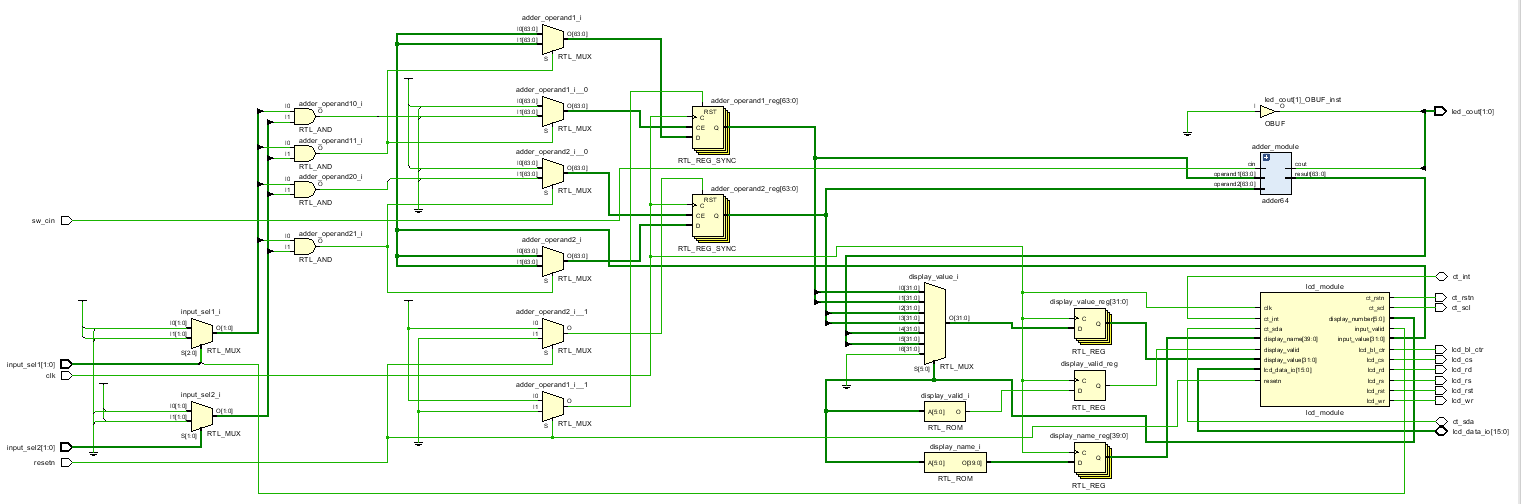 adder_operand1_i
I0[63:0]
I1[63:0]
O[63:0]
S
RTL_MUX
adder_operand1_i__0
I0[63:0]
I1[63:0]
O[63:0]
S
RTL_MUX
adder_operand10_i
I0
I1
O
RTL_AND
adder_operand11_i
I0
I1
O
RTL_AND
adder_operand20_i
I0
I1
O
RTL_AND
adder_operand21_i
I0
I1
O
RTL_AND
adder_operand2_i__0
I0[63:0]
I1[63:0]
O[63:0]
S
RTL_MUX
adder_operand2_i
I0[63:0]
I1[63:0]
O[63:0]
S
RTL_MUX
adder_operand2_i__1
I0
I1
O
S
RTL_MUX
adder_operand1_i__1
I0
I1
O
S
RTL_MUX
adder_operand1_reg[63:0]
RST
C
CE
Q
D
RTL_REG_SYNC
adder_operand2_reg[63:0]
RST
C
CE
Q
D
RTL_REG_SYNC
sw_cin
input_sel1_i
I0[1:0]
I1[1:0]
O[1:0]
S[2:0]
RTL_MUX
input_sel1[1:0]
clk
input_sel2_i
I0[1:0]
I1[1:0]
O[1:0]
S[1:0]
RTL_MUX
input_sel2[1:0]
resetn
display_value_i
I0[31:0]
I1[31:0]
I2[31:0]
I3[31:0]
I4[31:0]
I5[31:0]
I6[31:0]
O[31:0]
S[5:0]
RTL_MUX
display_valid_i
A[5:0]
O
RTL_ROM
display_name_i
A[5:0]
O[39:0]
RTL_ROM
display_value_reg[31:0]
C
Q
D
RTL_REG
display_valid_reg
C
Q
D
RTL_REG
display_name_reg[39:0]
C
Q
D
RTL_REG
led_cout[1]_OBUF_inst
I
O
OBUF
led_cout[1:0]
adder_module
cin
operand1[63:0]
operand2[63:0]
cout
result[63:0]
adder64
lcd_module
clk
ct_int
ct_sda
display_name[39:0]
display_valid
display_value[31:0]
lcd_data_io[15:0]
resetn
ct_rstn
ct_scl
display_number[5:0]
input_valid
input_value[31:0]
lcd_bl_ctr
lcd_cs
lcd_rd
lcd_rs
lcd_rst
lcd_wr
lcd_module
ct_int
ct_rstn
ct_scl
lcd_bl_ctr
lcd_cs
lcd_rd
lcd_rs
lcd_rst
lcd_wr
ct_sda
lcd_data_io[15:0]